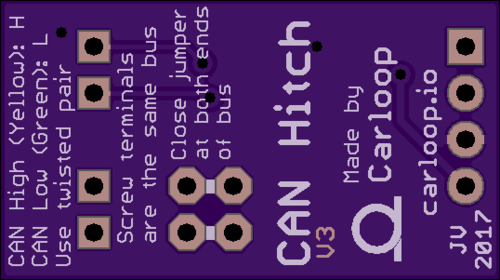 CAN High (Yellow): H
CAN Low (Green): L
Use twisted pair
Screw terminals
are the same bus
Close jumper
at both ends
of bus
CAN Hitch
V3
Made by
Carloop
carloop.io
JV
2017